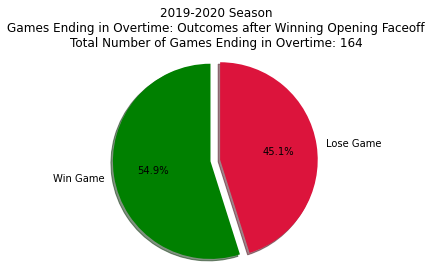 2019-2020 Season
Games Ending in Overtime: Outcomes after Winning Opening Faceoff
Total Number of Games Ending in Overtime: 164
45.1%
Lose Game
54.9%
Win Game